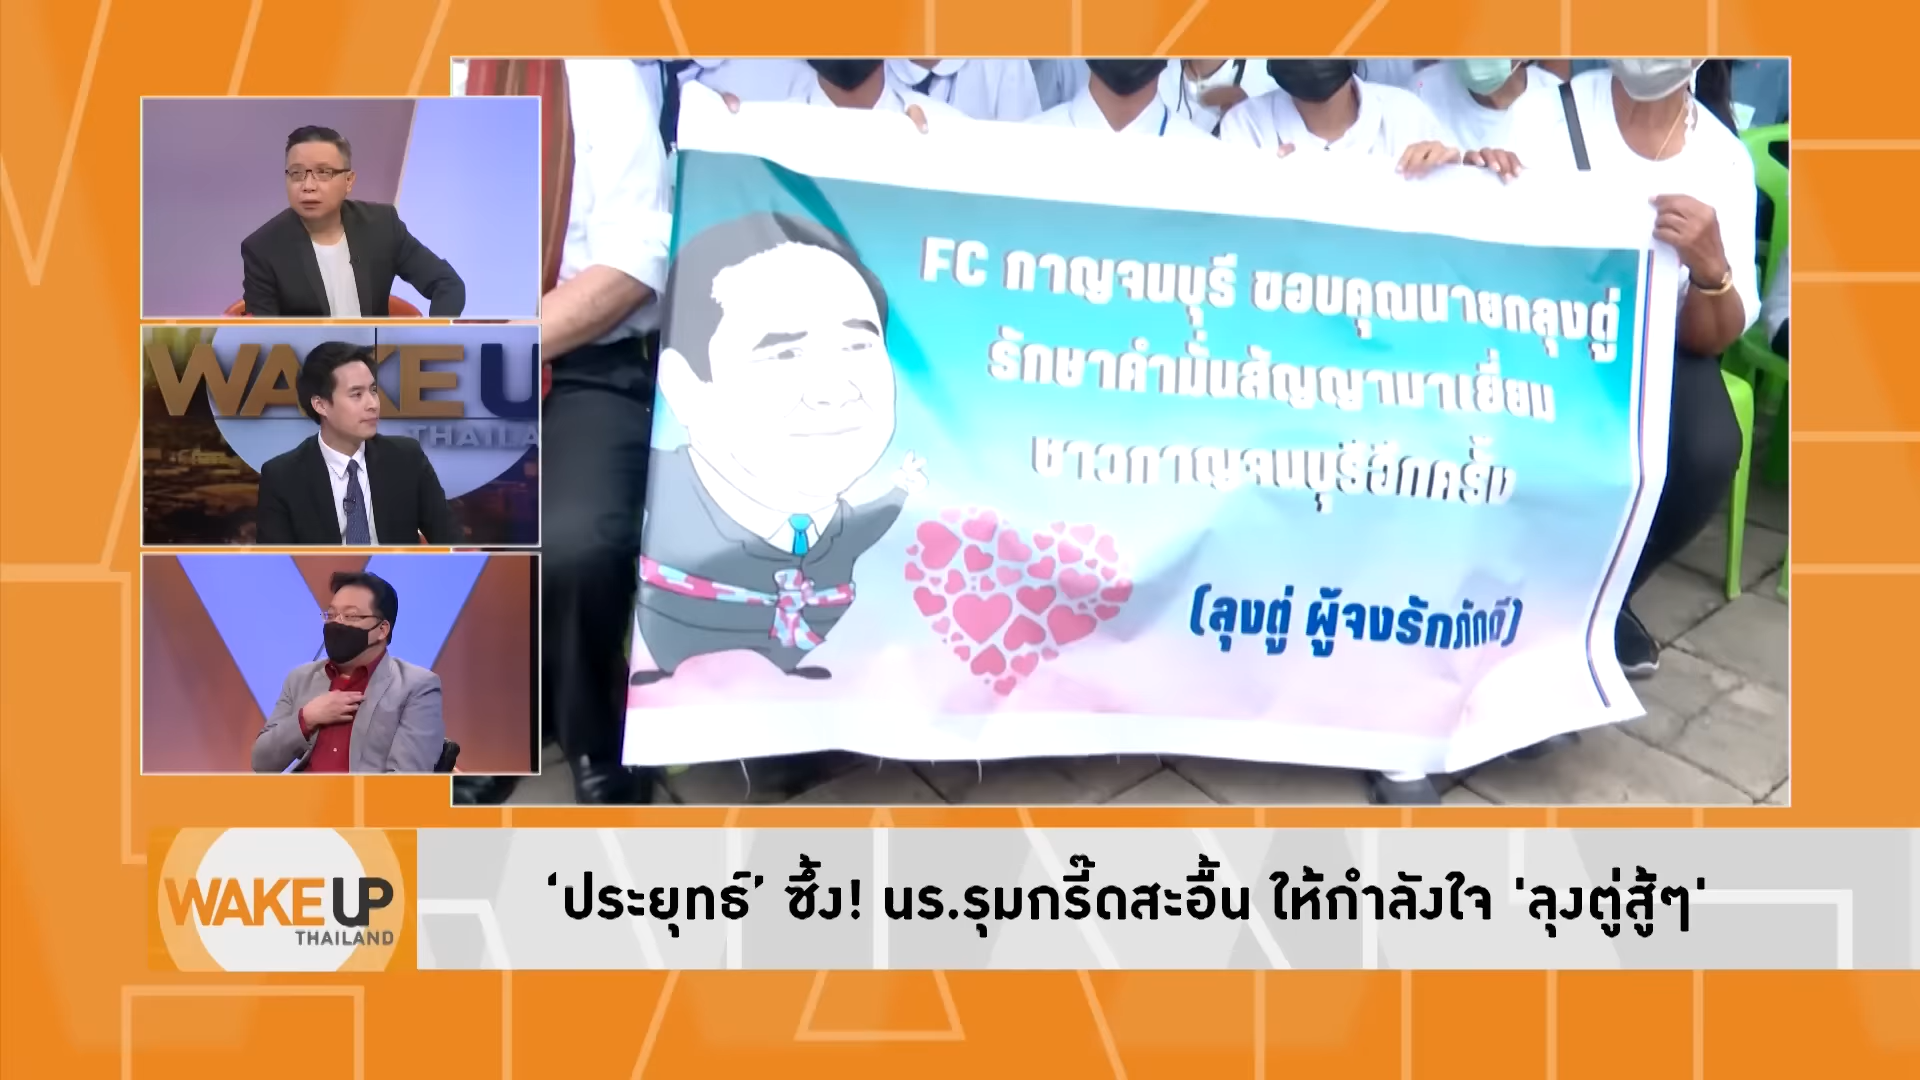 WAKE U
THAILA
FC กาญจนบุรี ขอบคุณนายกลุงตู่
รักษาคำมั่นสัญญามาเยี่ยม
ชาวกาญจนบุรีอีกครั้ง
(ลุงตู่ ผู้จงรักภักดี)
WAKE UP
THAILAND
‘ประยุทธ์’ ซึ้ง! นร.รุมกรี๊ดสะอื้น ให้กำลังใจ 'ลุงตู่สู้ๆ'